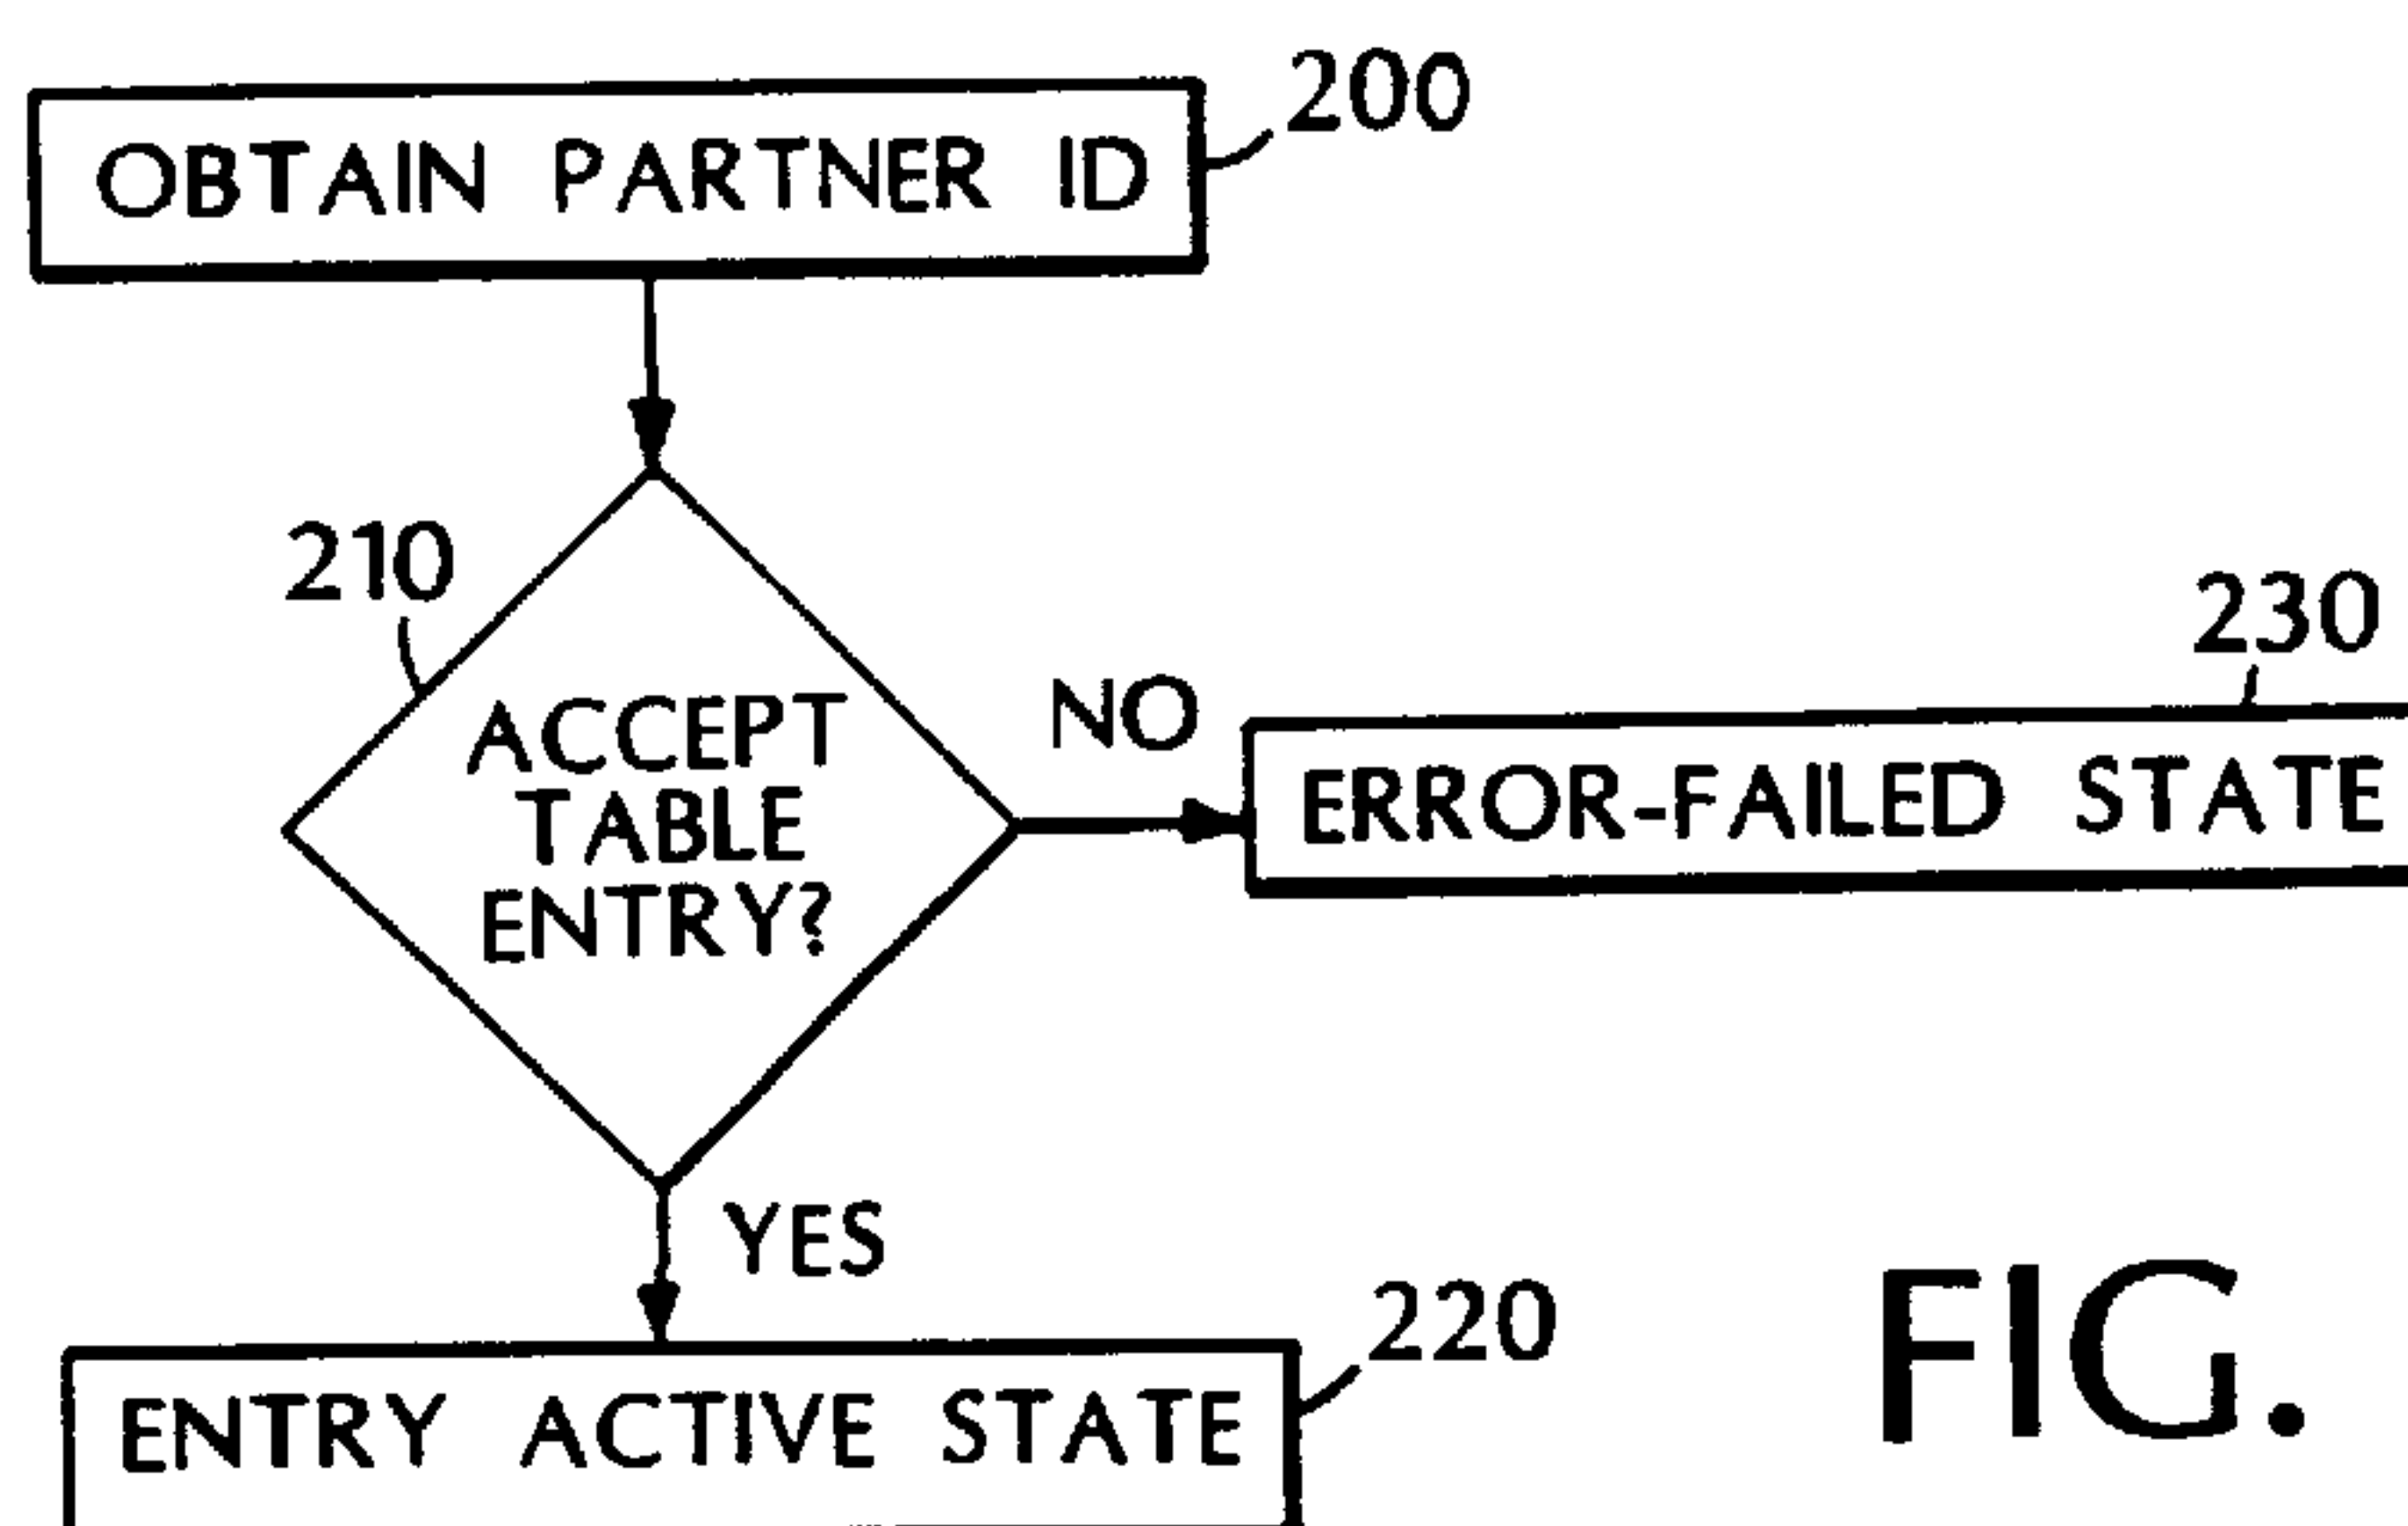 200
OBTAIN PARTNER ID
210
230
ACCEPT
TABLE
ENTRY?
NO
ERROR-FAILED STATE
YES
220
ENTRY ACTIVE STATE
FIG.